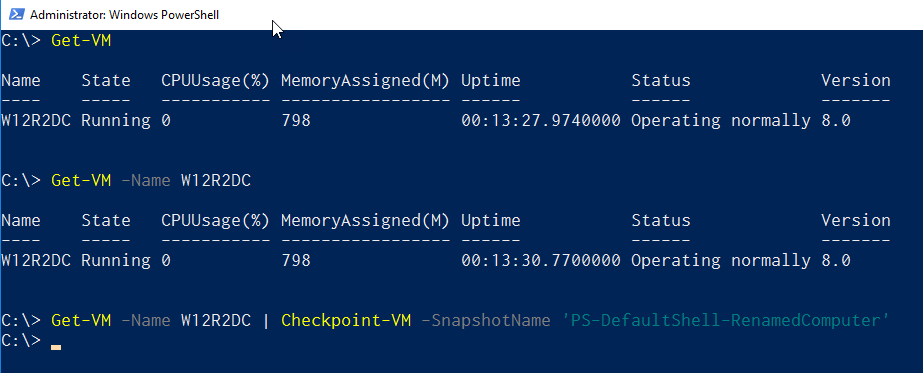 Administrator: Windows PowerShell
C:\> Get-VM
Name State CPUUsage(%) MemoryAssigned(M) Uptime Status Version
---- ----- ----------- ----------------- ------ ------ -------
W12R2DC Running 0 798 00:13:27.9740000 Operating normally 8.0
C:\> Get-VM -Name W12R2DC
Name State CPUUsage(%) MemoryAssigned(M) Uptime Status Version
---- ----- ----------- ----------------- ------ ------ -------
W12R2DC Running 0 798 00:13:30.7700000 Operating normally 8.0
C:\> Get-VM -Name W12R2DC | Checkpoint-VM -SnapshotName 'PS-DefaultShell-RenamedComputer'
C:\>